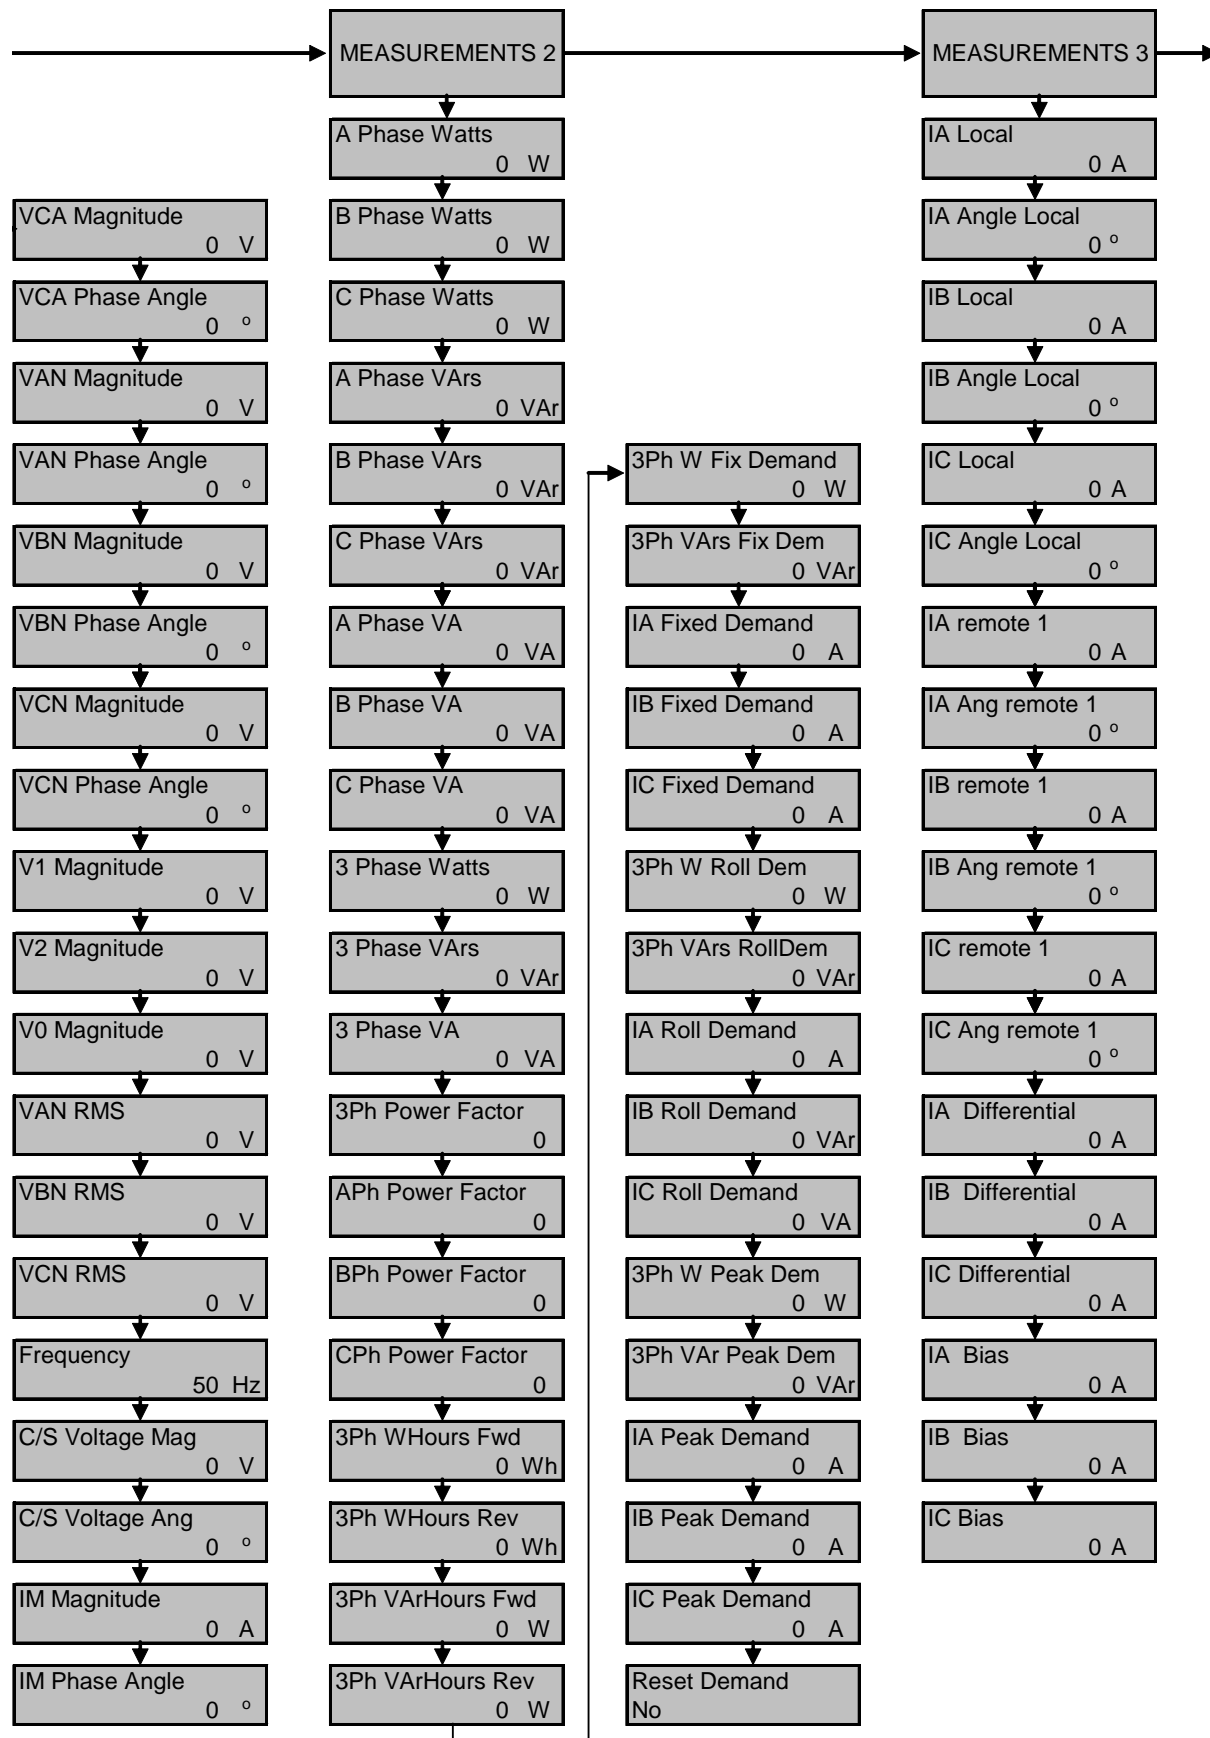 MEASUREMENTS 2
MEASUREMENTS 3
VCA Magnitude
0 V
VCA Phase Angle
0 º
VAN Magnitude
0 V
VAN Phase Angle
0 º
VBN Magnitude
0 V
VBN Phase Angle
0 º
VCN Magnitude
0 V
VCN Phase Angle
0 º
V1 Magnitude
0 V
V2 Magnitude
0 V
V0 Magnitude
0 V
VAN RMS
0 V
VBN RMS
0 V
VCN RMS
0 V
Frequency
50 Hz
C/S Voltage Mag
0 V
C/S Voltage Ang
0 º
IM Magnitude
0 A
IM Phase Angle
0 º
A Phase Watts
0 W
B Phase Watts
0 W
C Phase Watts
0 W
A Phase VArs
0 VAr
B Phase VArs
0 VAr
C Phase VArs
0 VAr
A Phase VA
0 VA
B Phase VA
0 VA
C Phase VA
0 VA
3 Phase Watts
0 W
3 Phase VArs
0 VAr
3 Phase VA
0 VA
3Ph Power Factor
0
APh Power Factor
0
BPh Power Factor
0
CPh Power Factor
0
3Ph WHours Fwd
0 Wh
3Ph WHours Rev
0 Wh
3Ph VArHours Fwd
0 W
3Ph VArHours Rev
0 W
3Ph W Fix Demand
0 W
3Ph VArs Fix Dem
0 VAr
IA Fixed Demand
0 A
IB Fixed Demand
0 A
IC Fixed Demand
0 A
3Ph W Roll Dem
0 W
3Ph VArs RollDem
0 VAr
IA Roll Demand
0 A
IB Roll Demand
0 VAr
IC Roll Demand
0 VA
3Ph W Peak Dem
0 W
3Ph VAr Peak Dem
0 VAr
IA Peak Demand
0 A
IB Peak Demand
0 A
IC Peak Demand
0 A
Reset Demand
No
IA Local
0 A
IA Angle Local
0 º
IB Local
0 A
IB Angle Local
0 º
IC Local
0 A
IC Angle Local
0 º
IA remote 1
0 A
IA Ang remote 1
0 º
IB remote 1
0 A
IB Ang remote 1
0 º
IC remote 1
0 A
IC Ang remote 1
0 º
IA Differential
0 A
IB Differential
0 A
IC Differential
0 A
IA Bias
0 A
IB Bias
0 A
IC Bias
0 A